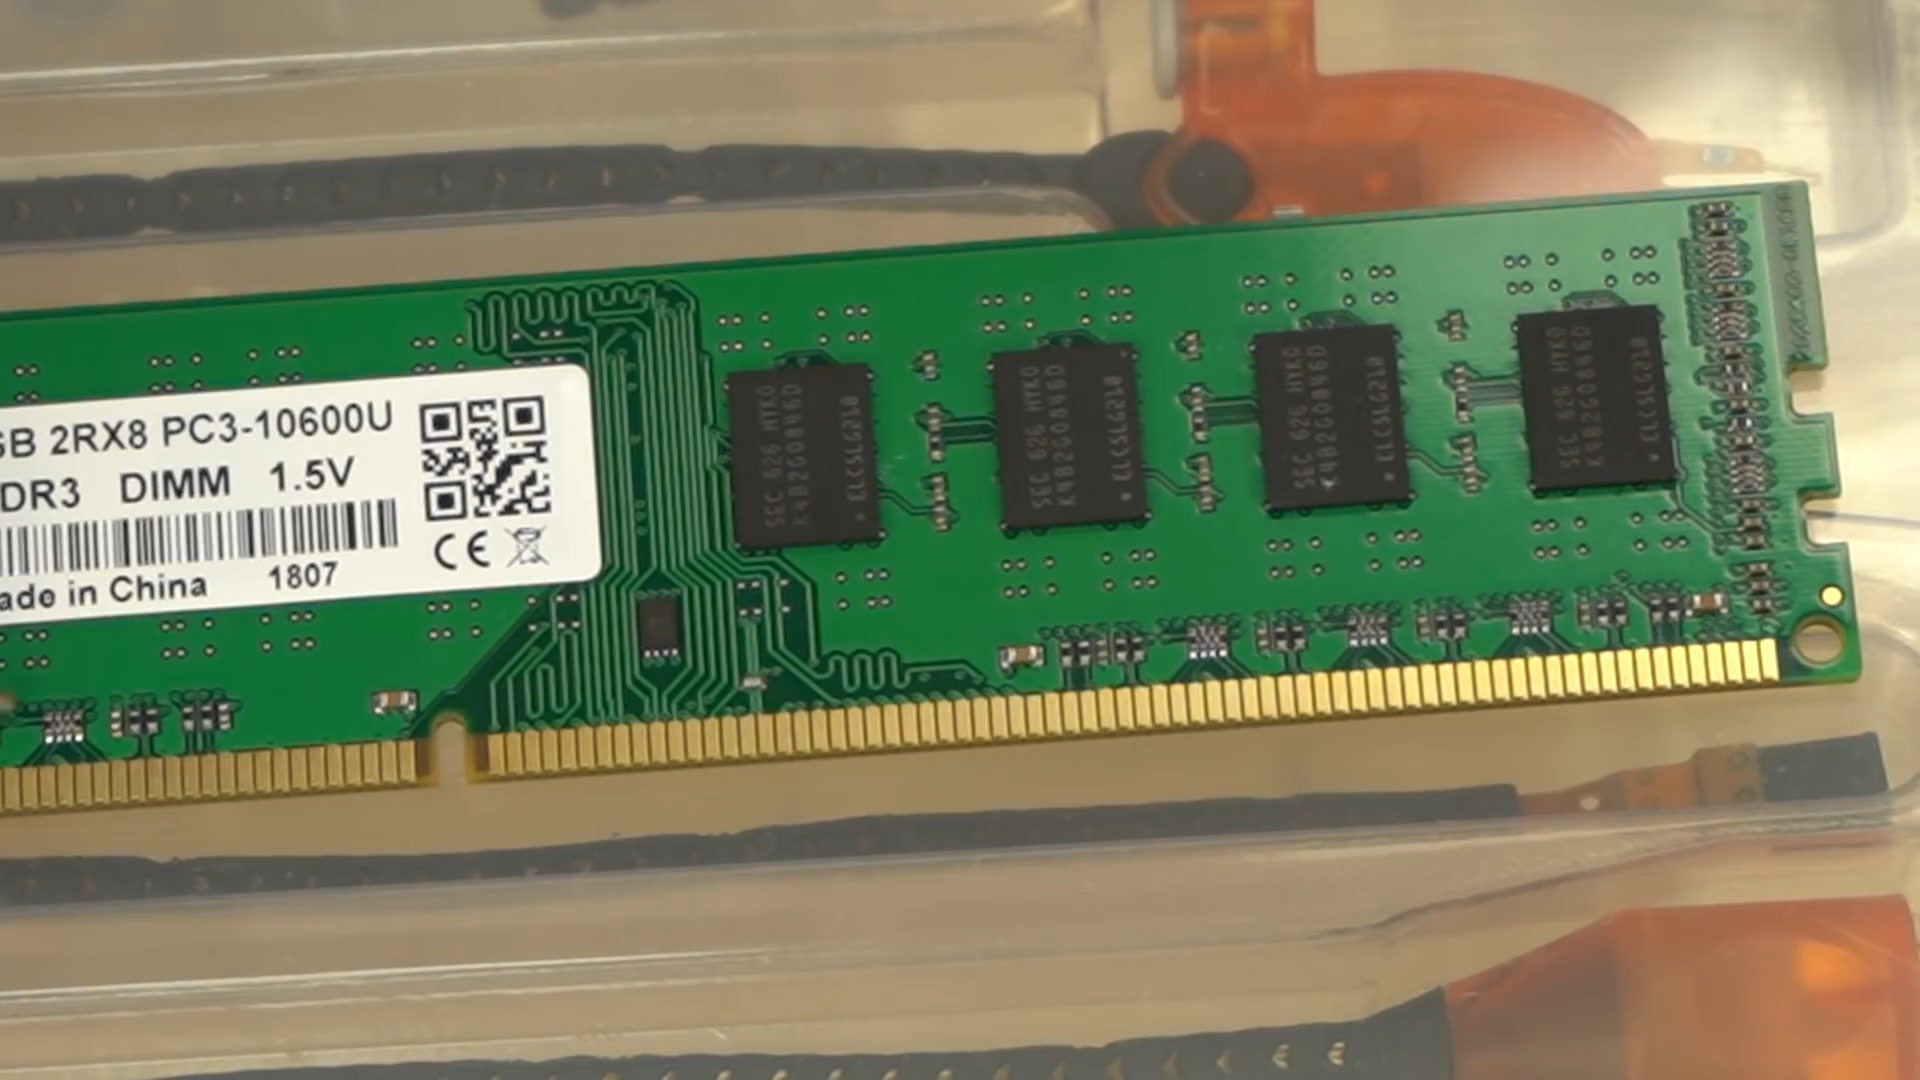 GB 2RX8 PC3-10600U
DR3 DIMM 1.5V
ade in China 1807
CE
SEC 626 HYK0
K4B2G0846D
ELCSLG210
SEC 626 HYK0
K4B2G0846D
ELCSLG210
SEC 626 HYK0
K4B2G0846D
ELCSLG210
SEC 626 HYK0
K4B2G0846D
ELCSLG210